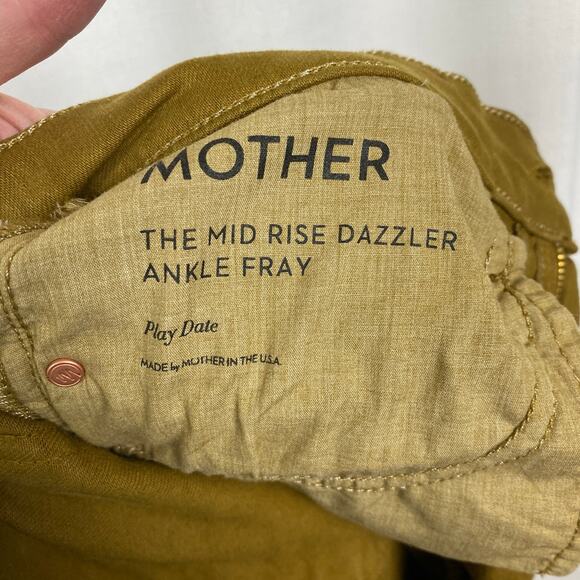 MOTHER
THE MID RISE DAZZLER
ANKLE FRAY
Play Date
MADE by MOTHER IN THE U.S.A.